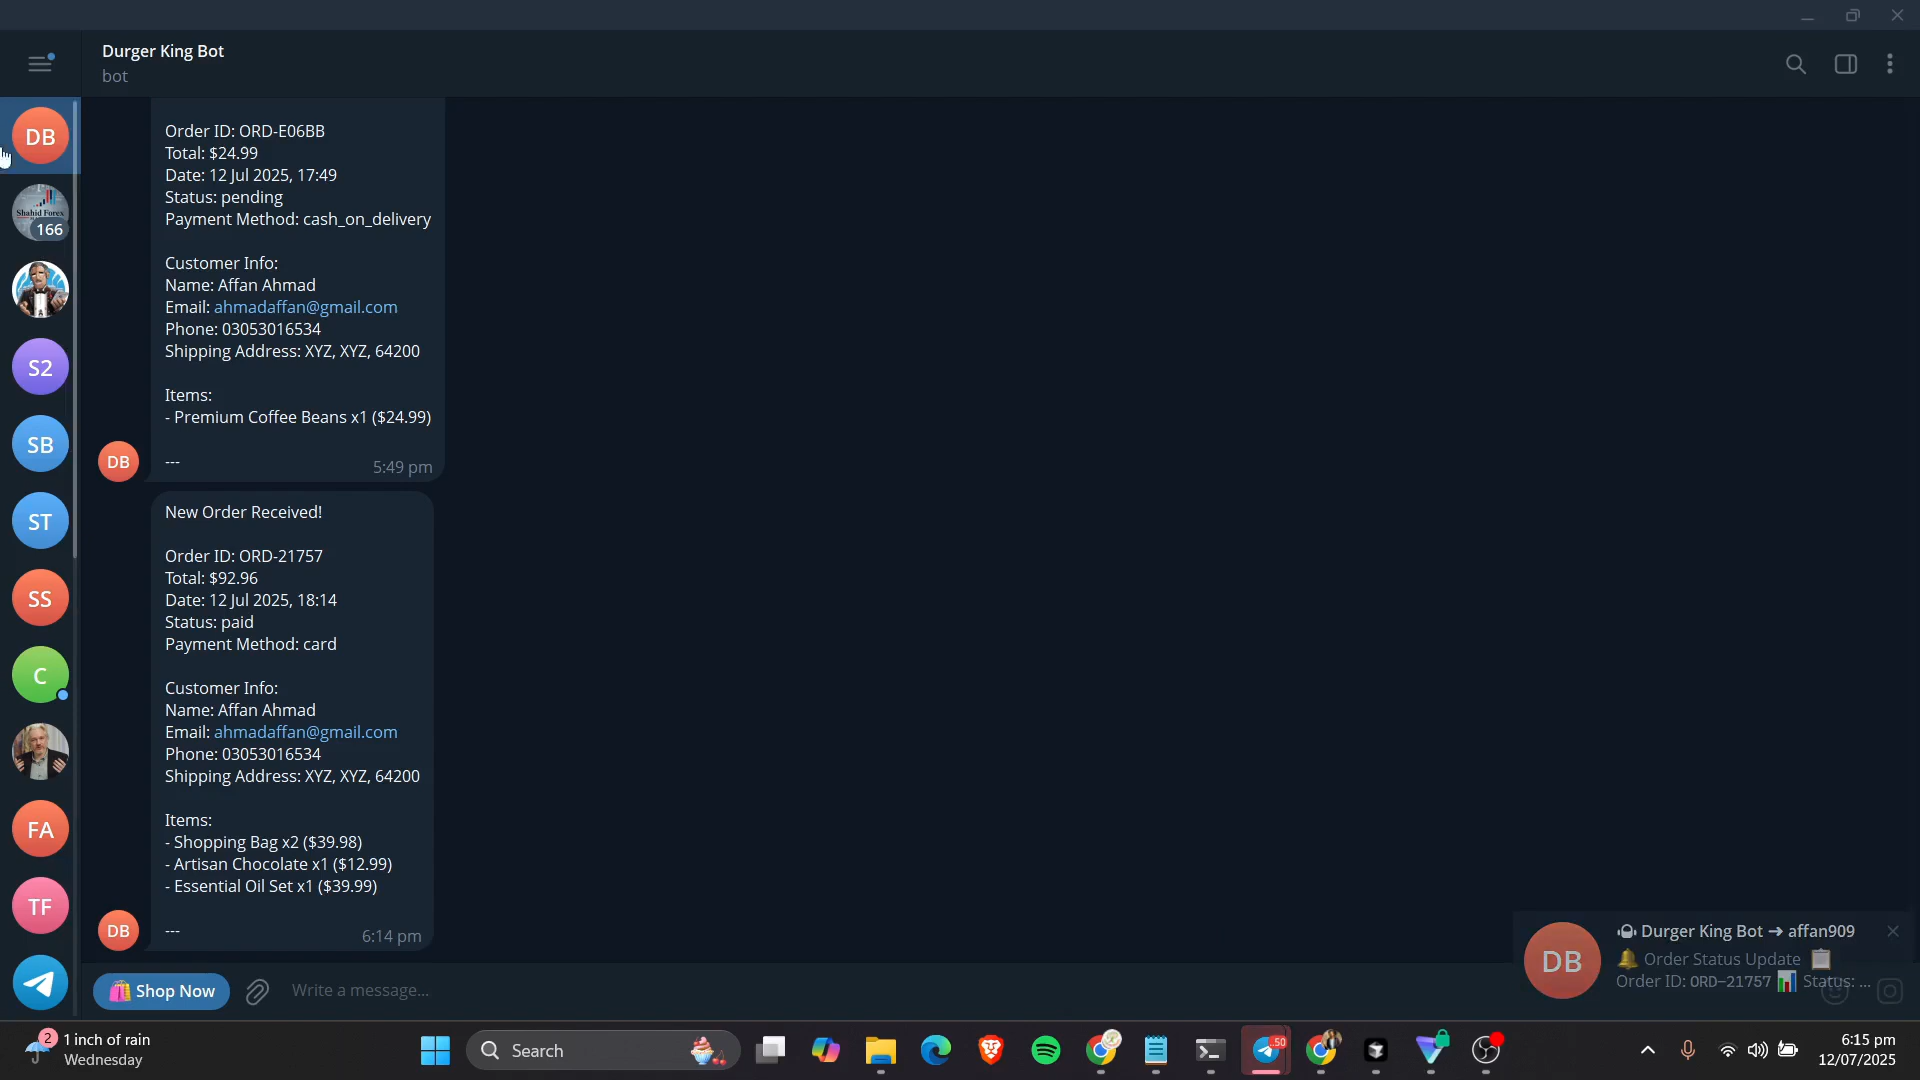 Durger King Bot
bot
DB
Shahid Forex
166
S2
SB
ST
SS
C
FA
TF
Order ID: ORD-E06BB
Total: $24.99
Date: 12 Jul 2025, 17:49
Status: pending
Payment Method: cash_on_delivery
Customer Info:
Name: Affan Ahmad
Email: ahmadaffan@gmail.com
Phone: 03053016534
Shipping Address: XYZ, XYZ, 64200
Items:
- Premium Coffee Beans x1 ($24.99)
---
5:49 pm
DB
New Order Received!
Order ID: ORD-21757
Total: $92.96
Date: 12 Jul 2025, 18:14
Status: paid
Payment Method: card
Customer Info:
Name: Affan Ahmad
Email: ahmadaffan@gmail.com
Phone: 03053016534
Shipping Address: XYZ, XYZ, 64200
Items:
- Shopping Bag x2 ($39.98)
- Artisan Chocolate x1 ($12.99)
- Essential Oil Set x1 ($39.99)
---
6:14 pm
DB
Shop Now
Write a message...
DB
Durger King Bot → affan909
Order Status Update
Order ID: ORD-21757 Status: ...
2
1 inch of rain
Wednesday
Search
50
6:15 pm
12/07/2025